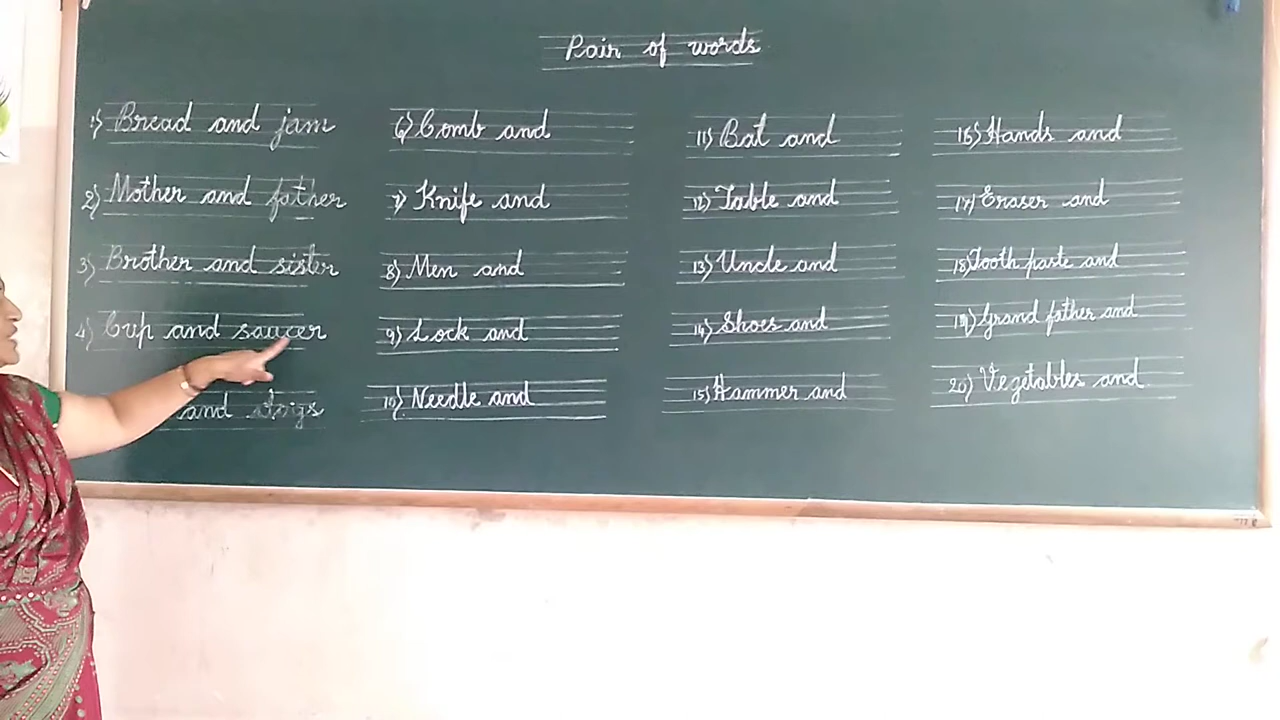 Pair of words
1) Bread and jam
2) Mother and father
3) Brother and sister
4) Cup and saucer
and
6) Comb and
7) Knife and
8) Men and
9) Lock and
10) Needle and
11) Bat and
12) Table and
13) Uncle and
14) Shoes and
15) Hammer and
16) Hands and
17) Eraser and
18) Tooth paste and
19) Grand father and
20) Vegetables and